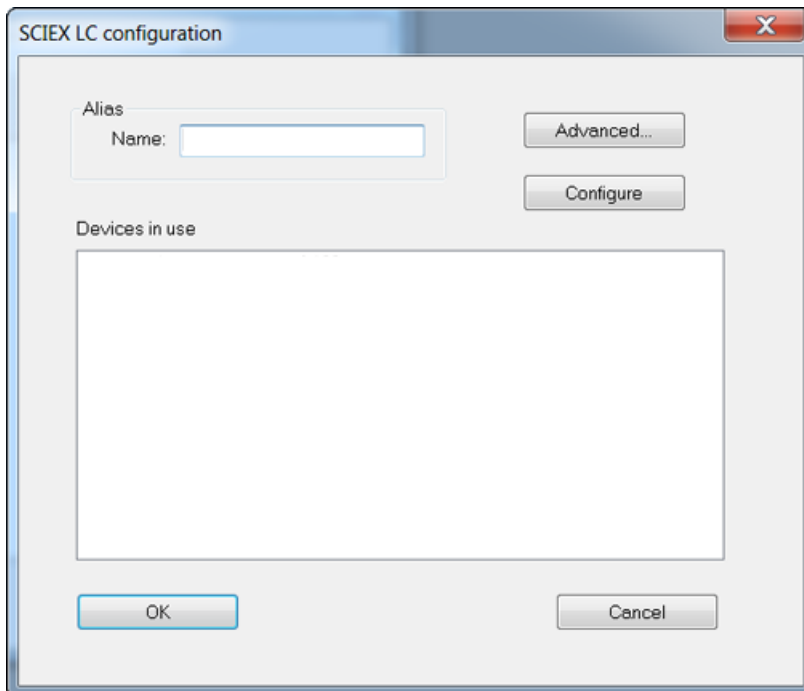 SCIEX LC configuration
Alias
Name:
Advanced...
Configure
Devices in use
OK
Cancel